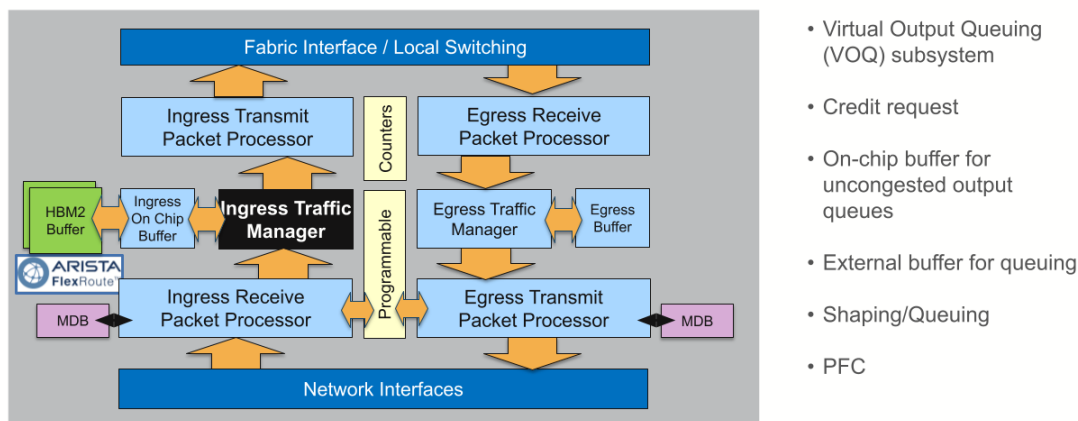 Fabric Interface / Local Switching
Ingress Transmit
Packet Processor
Counters
Egress Receive
Packet Processor
HBM2
Buffer
Ingress
On Chip
Buffer
Ingress Traffic
Manager
Programmable
Egress Traffic
Manager
Egress
Buffer
ARISTA
FlexRoute™
MDB
Ingress Receive
Packet Processor
Egress Transmit
Packet Processor
MDB
Network Interfaces
• Virtual Output Queuing
(VOQ) subsystem
• Credit request
• On-chip buffer for
uncongested output
queues
• External buffer for queuing
• Shaping/Queuing
• PFC